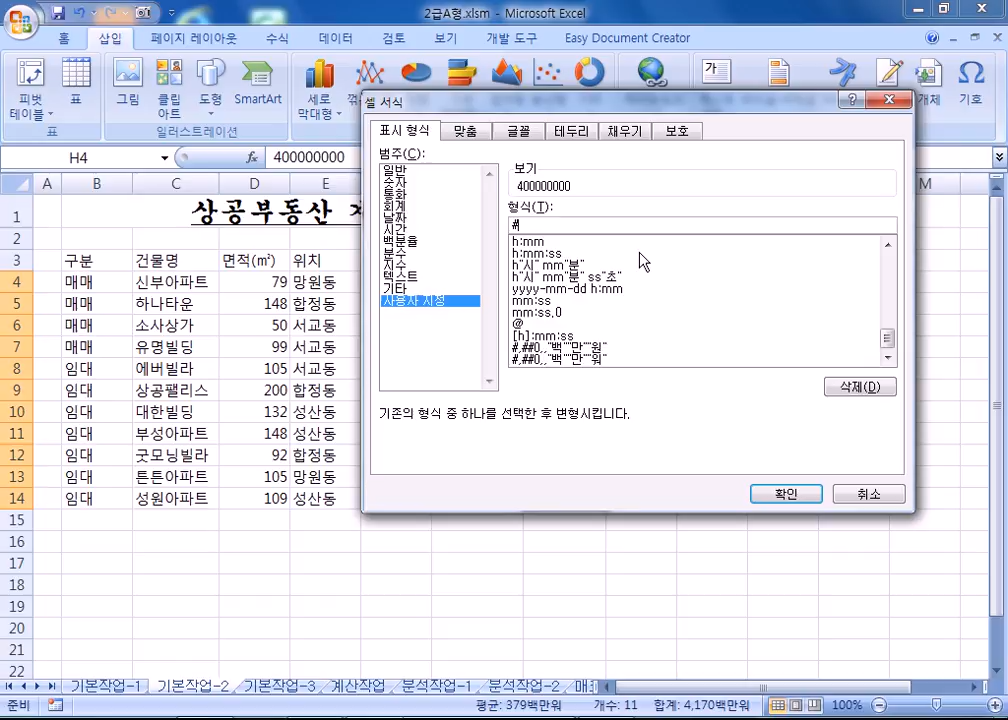 2급A형.xlsm - Microsoft Excel
홈 삽입 페이지 레이아웃 수식 데이터 검토 보기 개발 도구 Easy Document Creator
피벗 테이블 표 그림 클립 아트 도형 SmartArt 세로 막대형 개체 기호
표 일러스트레이션
H4 fx 400000000
셀 서식
표시 형식 맞춤 글꼴 테두리 채우기 보호
범주(C):
일반
숫자
통화
회계
날짜
시간
백분율
분수
지수
텍스트
기타
사용자 지정
보기
400000000
형식(T):
#
h:mm
h:mm:ss
h"시" mm"분"
h"시" mm"분" ss"초"
yyyy-mm-dd h:mm
mm:ss
mm:ss.0
@
[h]:mm:ss
#,##0,,"백""만""원"
#,##0,,"백""만"워
삭제(D)
기존의 형식 중 하나를 선택한 후 변형시킵니다.
확인 취소
A B C D E M
1 상공부동산
2
3 구분 건물명 면적(㎡) 위치
4 매매 신부아파트 79 망원동
5 매매 하나타운 148 합정동
6 매매 소사상가 50 서교동
7 매매 유명빌딩 99 서교동
8 임대 에버빌라 105 서교동
9 임대 상공팰리스 200 합정동
10 임대 대한빌딩 132 성산동
11 임대 부성아파트 148 성산동
12 임대 굿모닝빌라 92 합정동
13 임대 튼튼아파트 105 망원동
14 임대 성원아파트 109 성산동
15
16
17
18
19
20
21
22
기본작업-1 기본작업-2 기본작업-3 계산작업 분석작업-1 분석작업-2
준비 평균: 379백만원 개수: 11 합계: 4,170백만원 100%